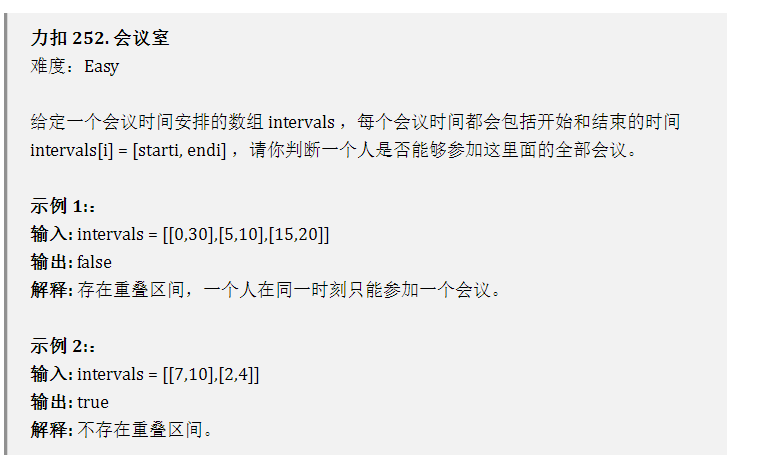 力扣 252. 会议室
难度：Easy
给定一个会议时间安排的数组 intervals ，每个会议时间都会包括开始和结束的时间
intervals[i] = [starti, endi] ，请你判断一个人是否能够参加这里面的全部会议。
示例 1::
输入: intervals = [[0,30],[5,10],[15,20]]
输出: false
解释: 存在重叠区间，一个人在同一时刻只能参加一个会议。
示例 2::
输入: intervals = [[7,10],[2,4]]
输出: true
解释: 不存在重叠区间。